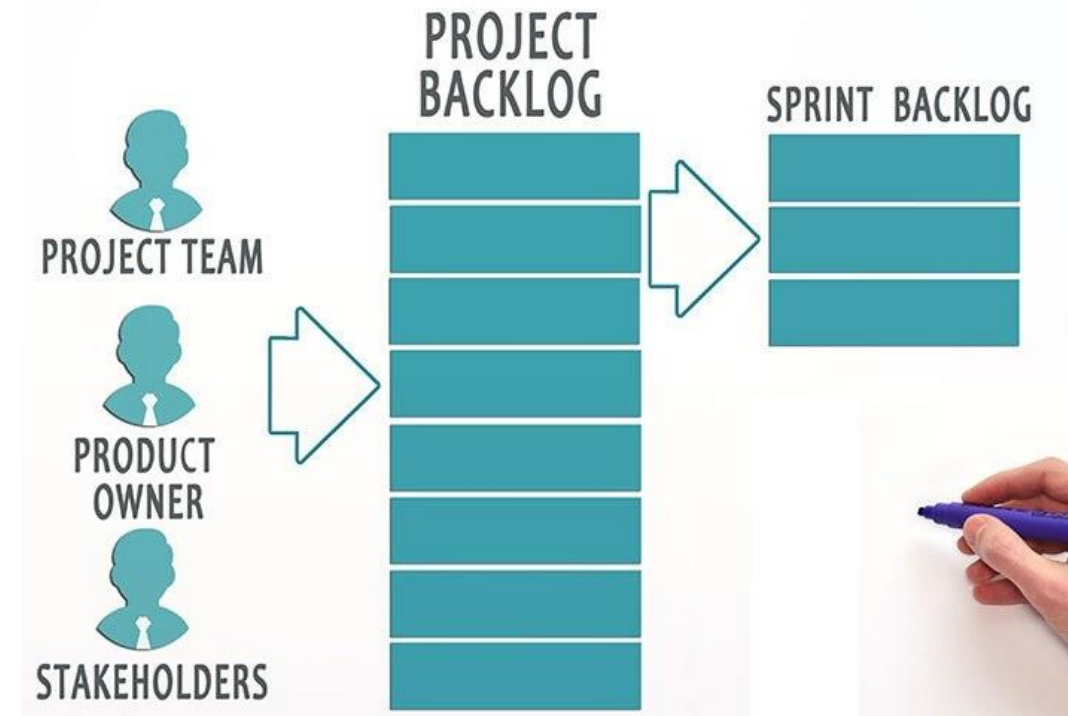 PROJECT
BACKLOG
SPRINT BACKLOG
PROJECT TEAM
PRODUCT
OWNER
STAKEHOLDERS